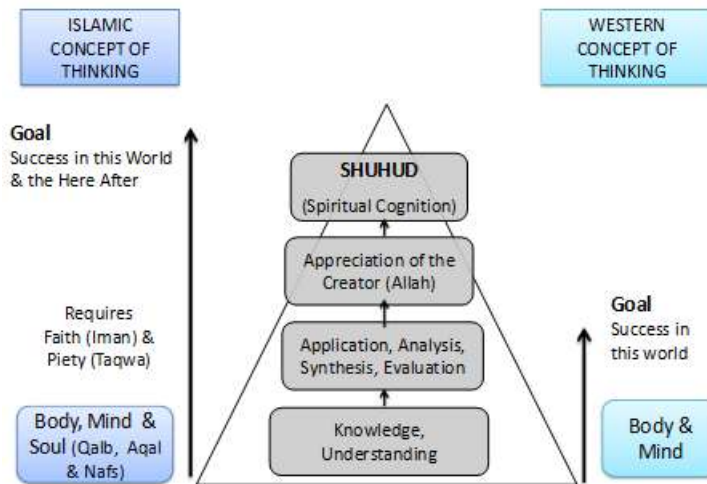 ISLAMIC
CONCEPT OF
THINKING
WESTERN
CONCEPT OF
THINKING
Goal
Success in this World
& the Here After
SHUHUD
(Spiritual Cognition)
Appreciation of the
Creator (Allah)
Requires
Faith (Iman) &
Piety (Taqwa)
Application, Analysis,
Synthesis, Evaluation
Goal
Success in
this world
Body, Mind &
Soul (Qalb, Aqal
& Nafs)
Knowledge,
Understanding
Body &
Mind